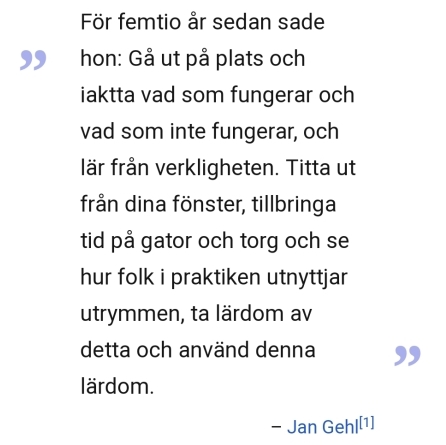 För femtio år sedan sade
” hon: Gå ut på plats och
iaktta vad som fungerar och
vad som inte fungerar, och
lär från verkligheten. Titta ut
från dina fönster, tillbringa
tid på gator och torg och se
hur folk i praktiken utnyttjar
utrymmen, ta lärdom av
detta och använd denna ”
lärdom.
– Jan Gehl[1]